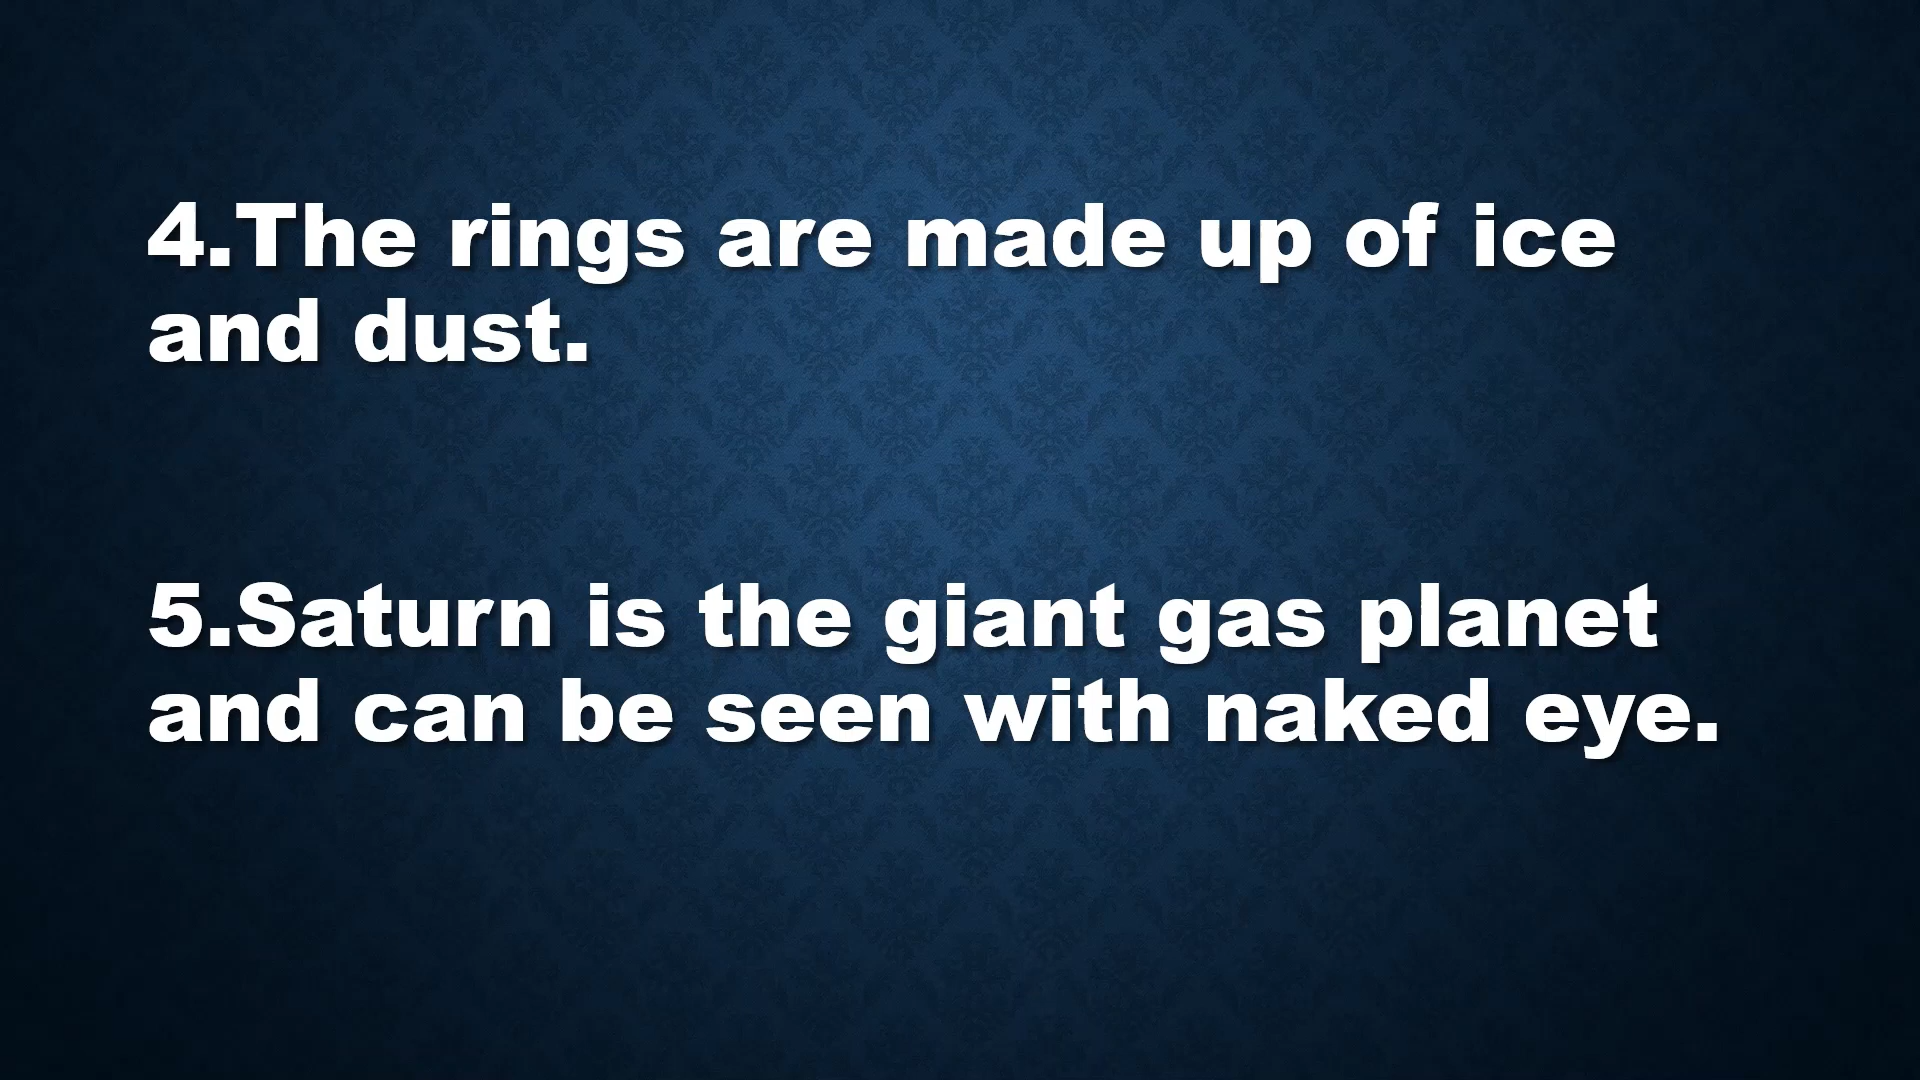 4.The rings are made up of ice
and dust.
5.Saturn is the giant gas planet
and can be seen with naked eye.